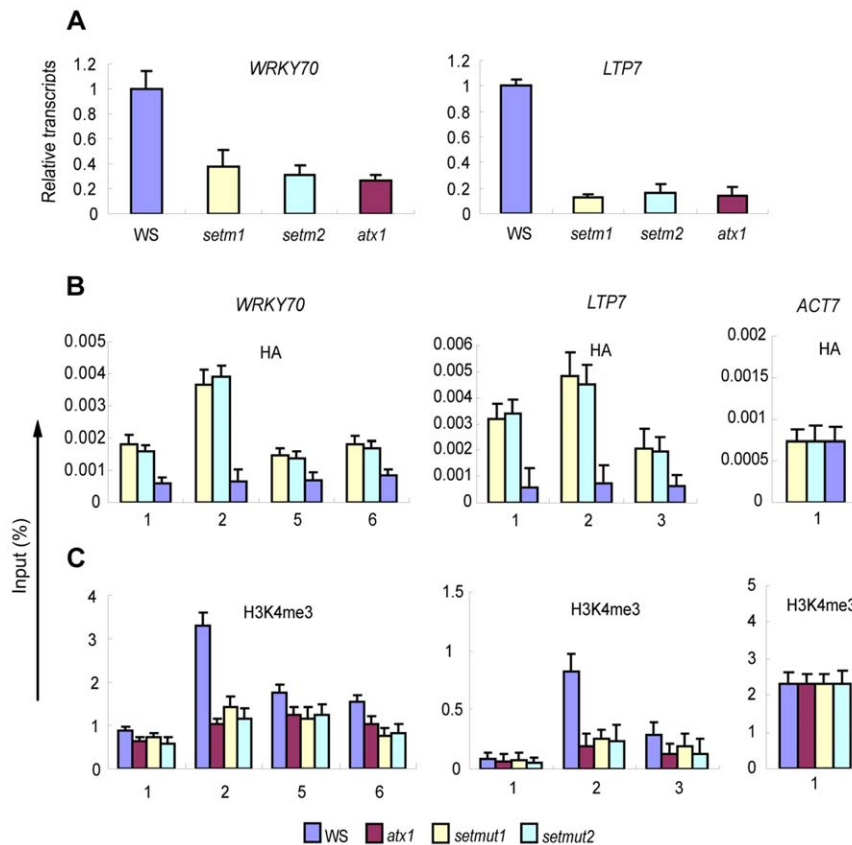 A
WRKY70
LTP7
Relative transcripts
1.2
1
0.8
0.6
0.4
0.2
0
WS
setm1
setm2
atx1
1.2
1
0.8
0.6
0.4
0.2
0
WS
setm1
setm2
atx1
B
WRKY70
LTP7
ACT7
HA
0.005
0.004
0.003
0.002
0.001
0
1
2
5
6
HA
0.006
0.005
0.004
0.003
0.001
0
1
2
3
HA
0.002
0.0015
0.001
0.0005
0
1
Input (%)
C
H3K4me3
4
3
2
1
0
1
2
5
6
H3K4me3
1.5
1
0.5
0
1
2
3
H3K4me3
5
4
3
2
1
0
1
WS
atx1
setmut1
setmut2